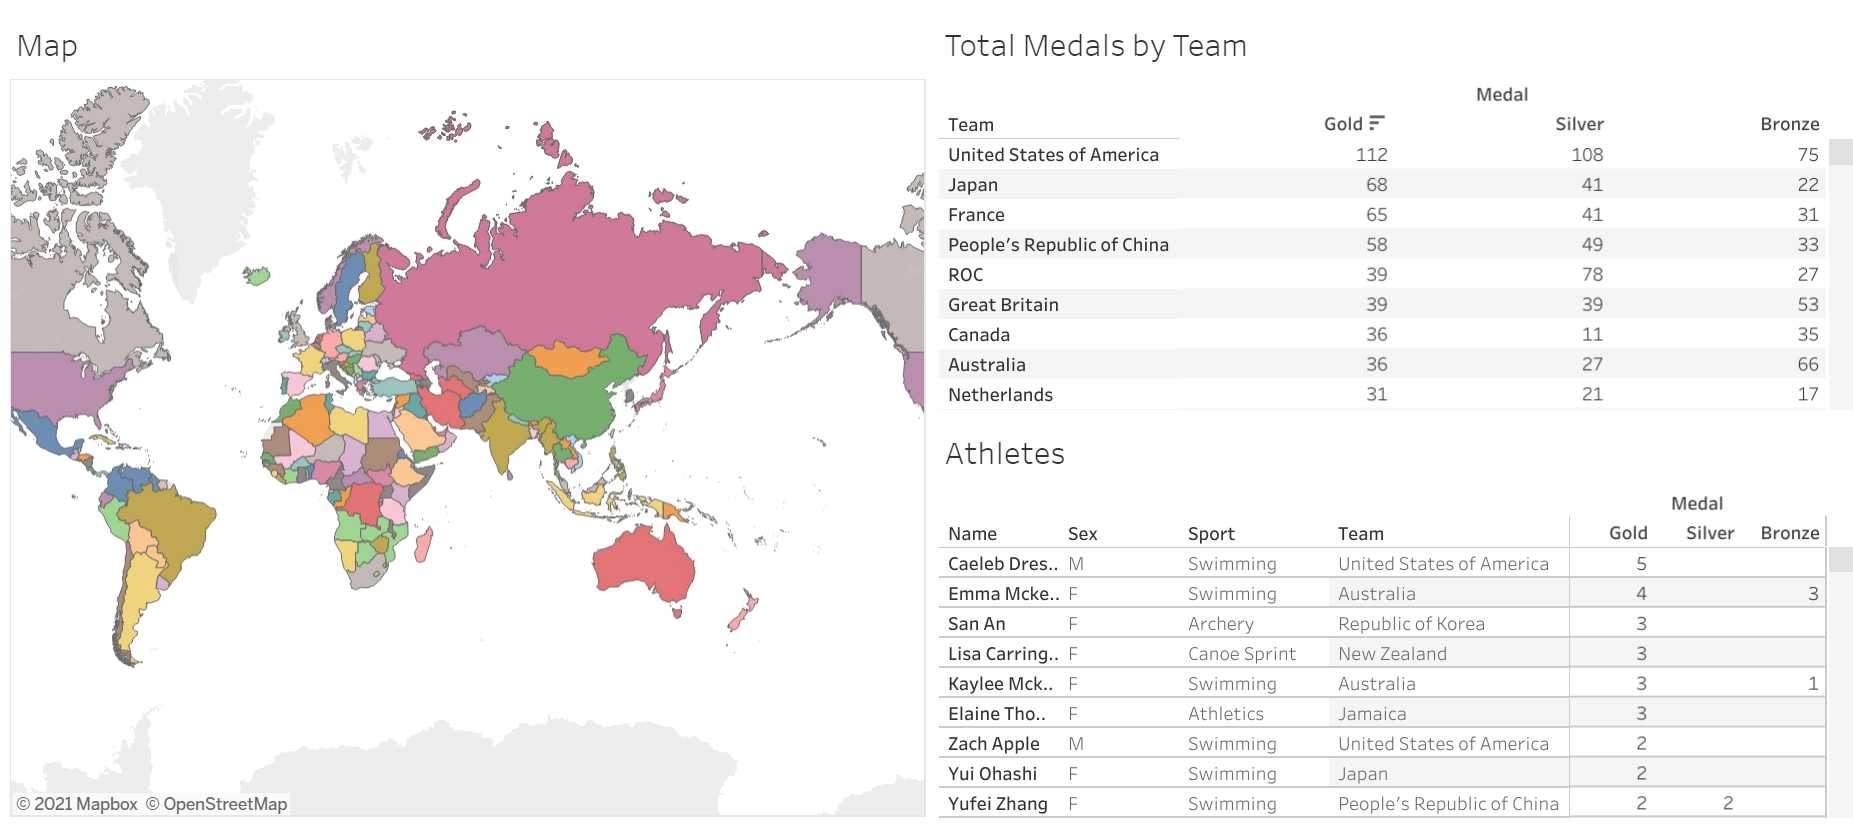 Map
© 2021 Mapbox © OpenStreetMap
Total Medals by Team
Medal
Team Gold Silver Bronze
United States of America 112 108 75
Japan 68 41 22
France 65 41 31
People's Republic of China 58 49 33
ROC 39 78 27
Great Britain 39 39 53
Canada 36 11 35
Australia 36 27 66
Netherlands 31 21 17
Athletes
Medal
Name Sex Sport Team Gold Silver Bronze
Caeleb Dres.. M Swimming United States of America 5
Emma Mcke.. F Swimming Australia 4 3
San An F Archery Republic of Korea 3
Lisa Carring.. F Canoe Sprint New Zealand 3
Kaylee Mck.. F Swimming Australia 3 1
Elaine Tho.. F Athletics Jamaica 3
Zach Apple M Swimming United States of America 2
Yui Ohashi F Swimming Japan 2
Yufei Zhang F Swimming People's Republic of China 2 2